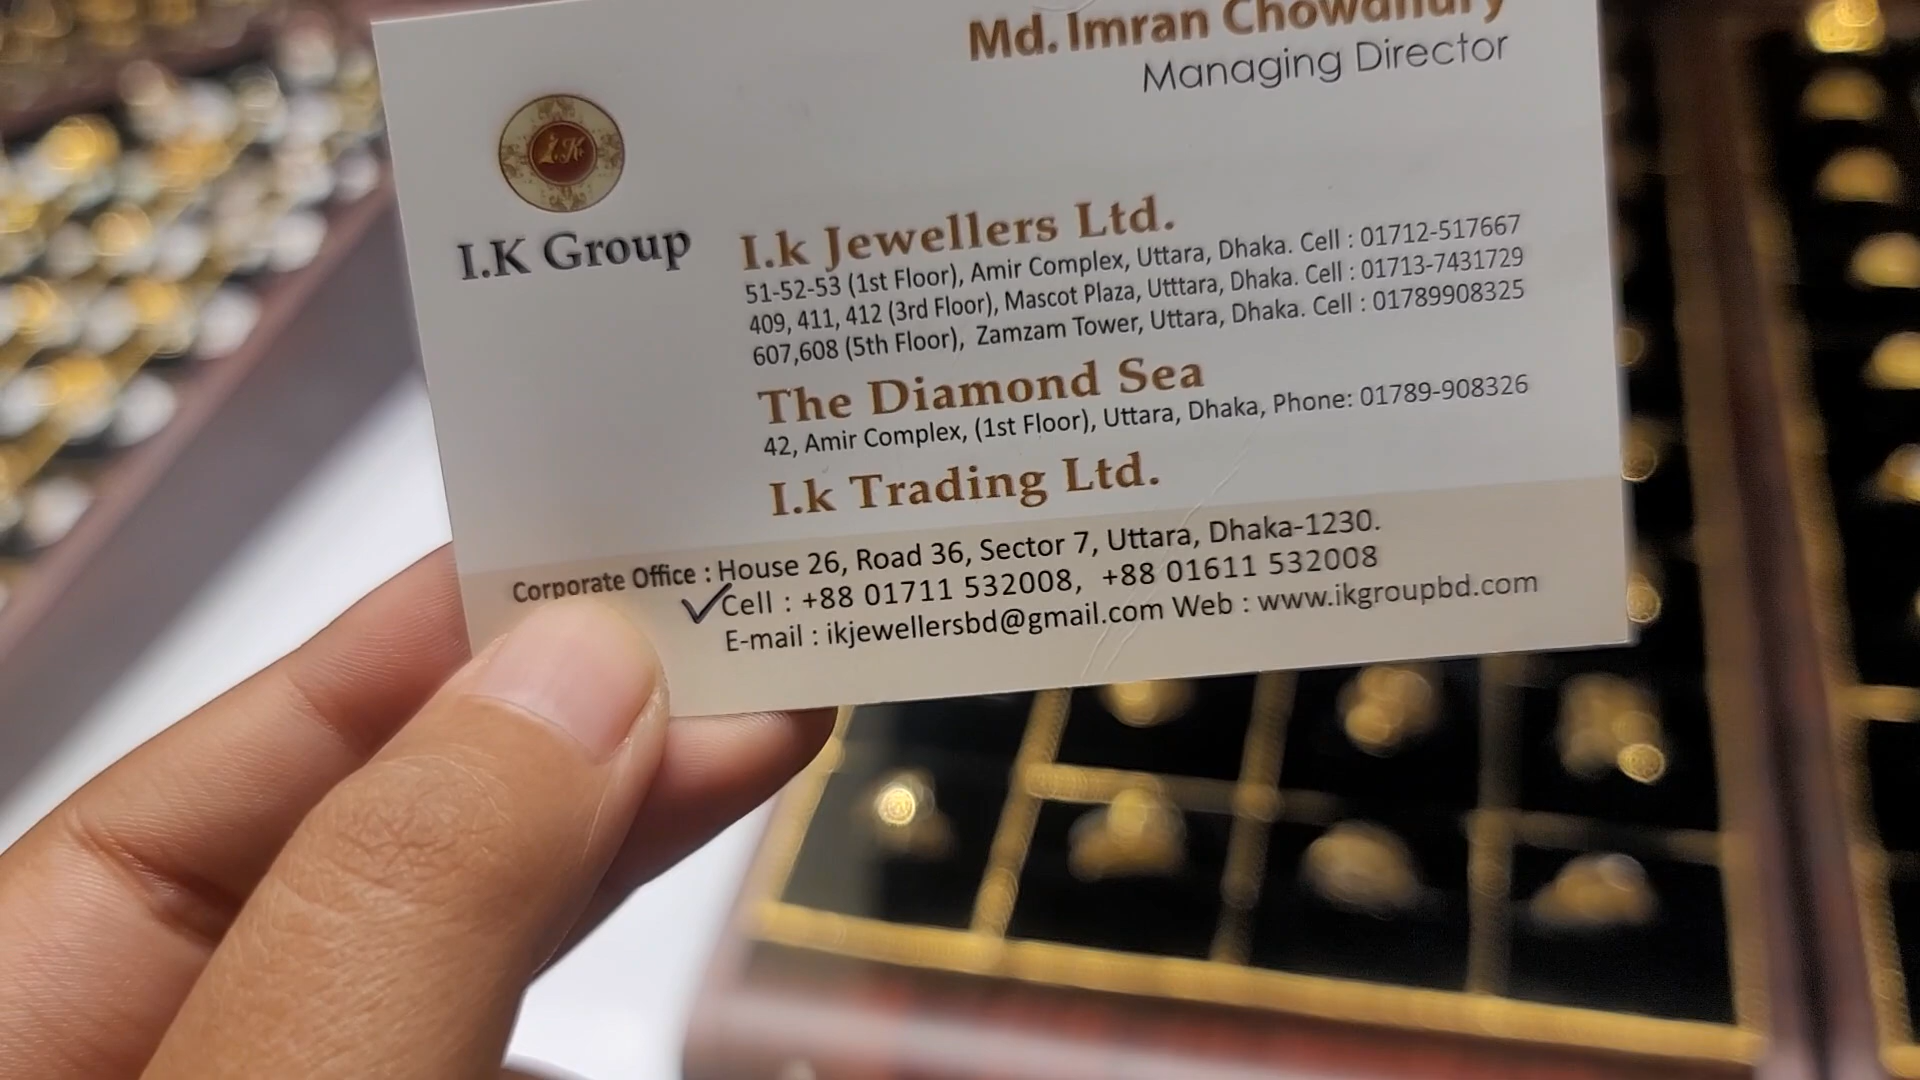 Md. Imran Chowdhury
Managing Director
I.K
I.K Group
I.k Jewellers Ltd.
51-52-53 (1st Floor), Amir Complex, Uttara, Dhaka. Cell : 01712-517667
409, 411, 412 (3rd Floor), Mascot Plaza, Utttara, Dhaka. Cell : 01713-7431729
607,608 (5th Floor), Zamzam Tower, Uttara, Dhaka. Cell : 01789908325
The Diamond Sea
42, Amir Complex, (1st Floor), Uttara, Dhaka, Phone: 01789-908326
I.k Trading Ltd.
Corporate Office : House 26, Road 36, Sector 7, Uttara, Dhaka-1230.
Cell : +88 01711 532008, +88 01611 532008
E-mail : ikjewellersbd@gmail.com Web : www.ikgroupbd.com